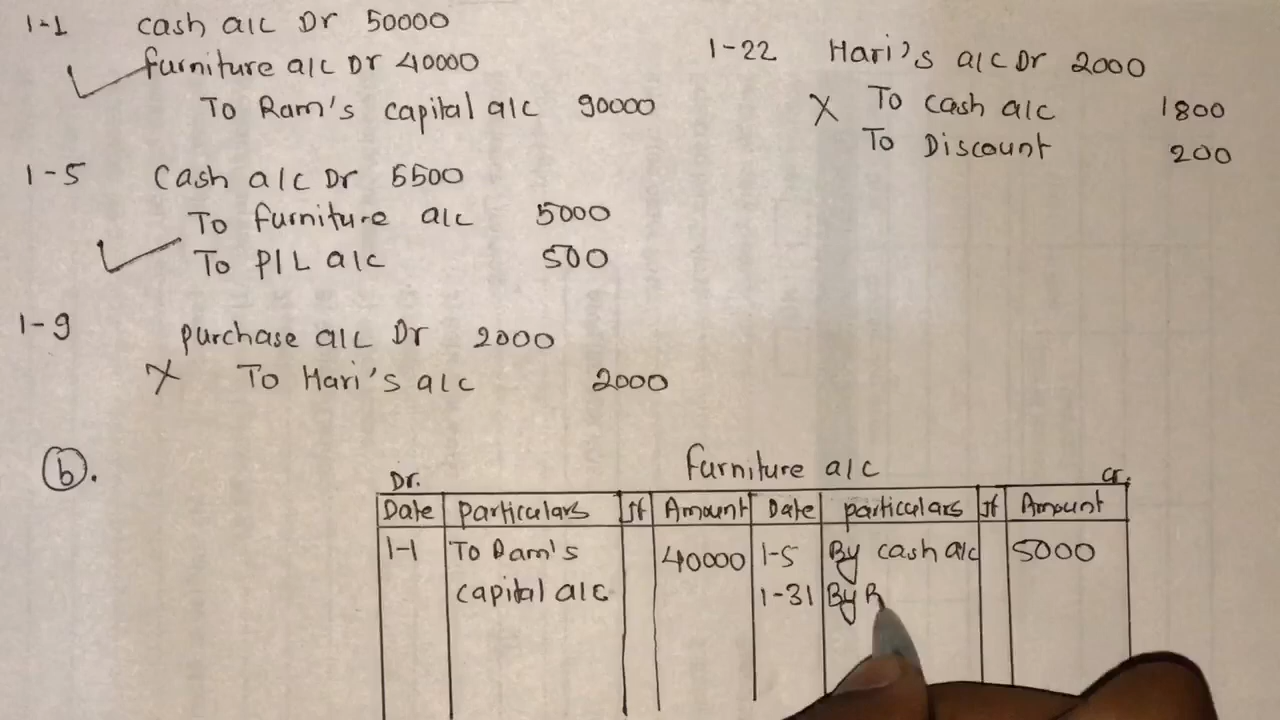 1-1 cash a/c Dr 50000
furniture a/c Dr 40000
To Ram's capital a/c 90000
1-5 Cash a/c Dr 5500
To furniture a/c 5000
To P/L a/c 500
1-9 purchase a/c Dr 2000
X To Hari's a/c 2000
1-22 Hari's a/c Dr 2000
X To cash a/c 1800
To Discount 200
b.
furniture a/c
Dr. Cr.
Date particulars Jf Amount Date particulars Jf Amount
1-1 To Ram's 40000 1-5 By cash a/c 5000
capital a/c 1-31 By B